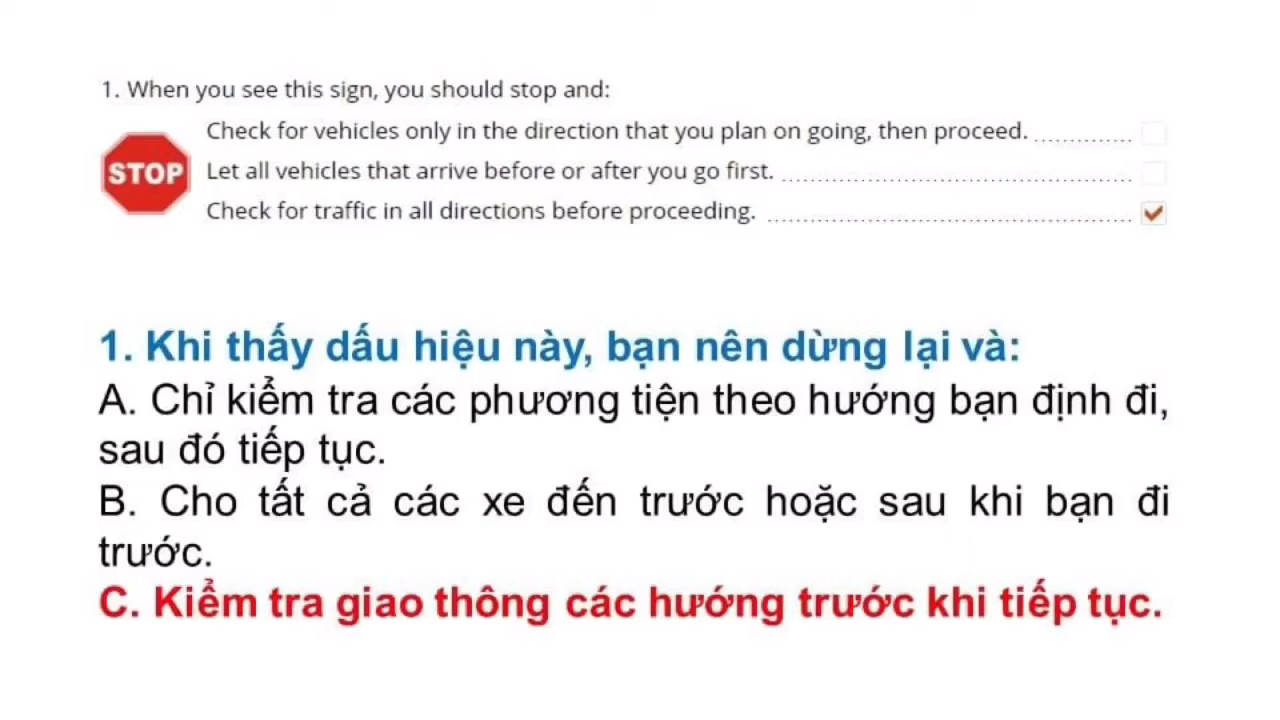 1. When you see this sign, you should stop and:
Check for vehicles only in the direction that you plan on going, then proceed. ..............
STOP
Let all vehicles that arrive before or after you go first. ........................................
Check for traffic in all directions before proceeding. .........................................
1. Khi thấy dấu hiệu này, bạn nên dừng lại và:
A. Chỉ kiểm tra các phương tiện theo hướng bạn định đi,
sau đó tiếp tục.
B. Cho tất cả các xe đến trước hoặc sau khi bạn đi
trước.
C. Kiểm tra giao thông các hướng trước khi tiếp tục.